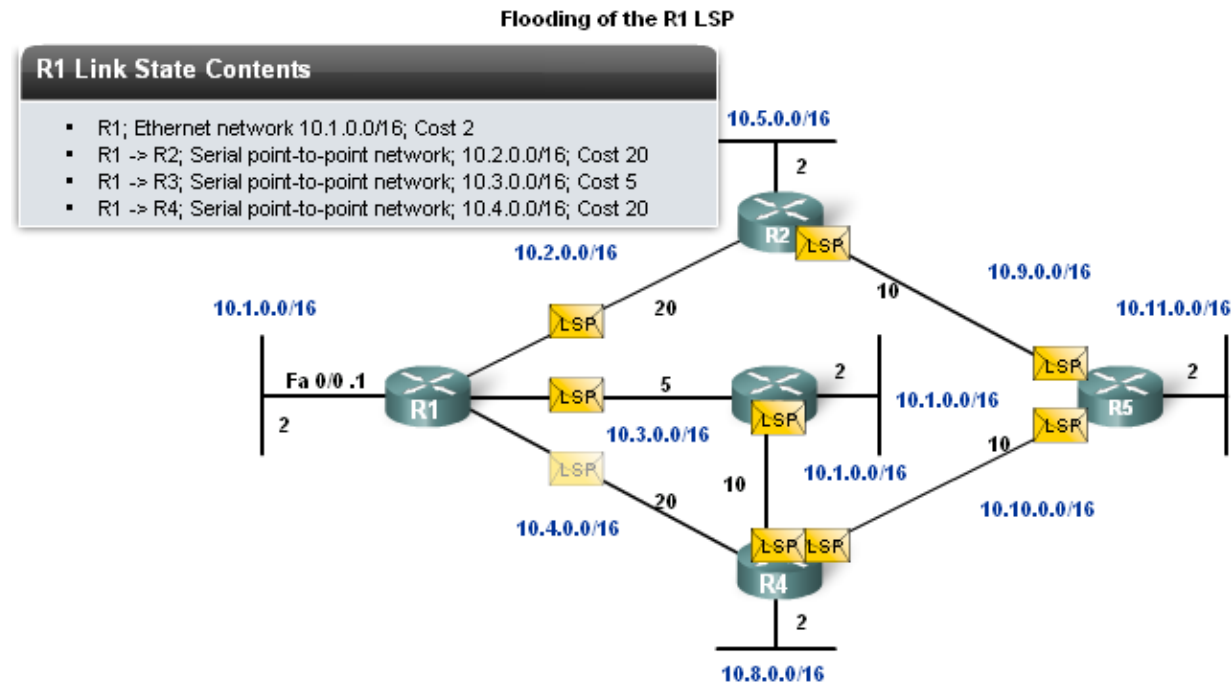 Flooding of the R1 LSP
R1 Link State Contents
▪ R1; Ethernet network 10.1.0.0/16; Cost 2
▪ R1 -> R2; Serial point-to-point network; 10.2.0.0/16; Cost 20
▪ R1 -> R3; Serial point-to-point network; 10.3.0.0/16; Cost 5
▪ R1 -> R4; Serial point-to-point network; 10.4.0.0/16; Cost 20
10.5.0.0/16
2
R2
LSP
10.2.0.0/16
10.9.0.0/16
10
20
LSP
10.1.0.0/16
10.11.0.0/16
Fa 0/0 .1
2
R1
LSP
5
10.3.0.0/16
2
10.1.0.0/16
LSP
LSP
R5
2
LSP
10
10.1.0.0/16
LSP
20
10.4.0.0/16
10
10.10.0.0/16
LSP
LSP
R4
2
10.8.0.0/16